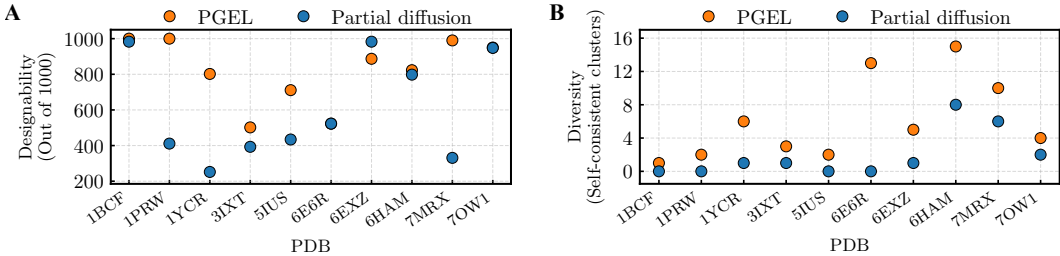 A
PGEL
Partial diffusion
Designability
(Out of 1000)
1000
800
600
400
200
1BCF
1PRW
1YCR
3IXT
5IUS
6E6R
6EXZ
6HAM
7MRX
7OW1
PDB
B
PGEL
Partial diffusion
Diversity
(Self-consistent clusters)
16
12
8
4
0
1BCF
1PRW
1YCR
3IXT
5IUS
6E6R
6EXZ
6HAM
7MRX
7OW1
PDB